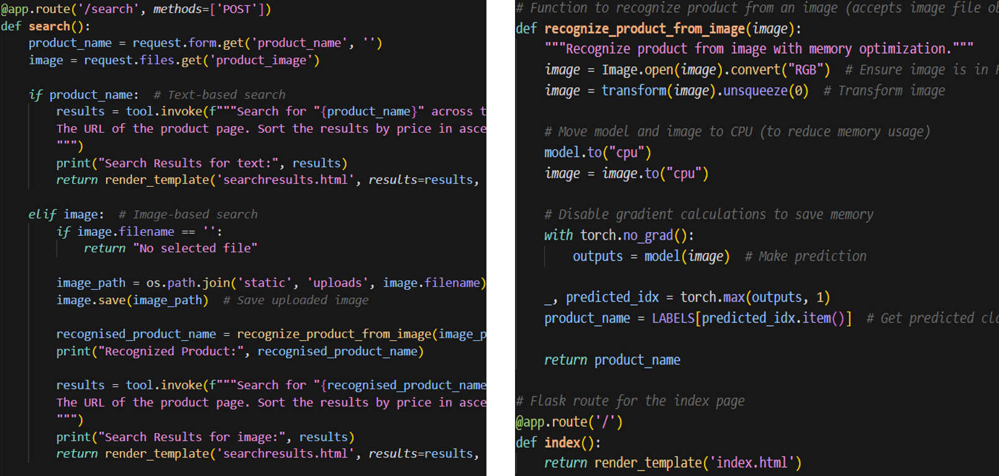 @app.route('/search', methods=['POST'])
def search():
    product_name = request.form.get('product_name', '')
    image = request.files.get('product_image')
    if product_name:  # Text-based search
        results = tool.invoke(f"""Search for "{product_name}" across t
        The URL of the product page. Sort the results by price in asce
        """)
        print("Search Results for text:", results)
        return render_template('searchresults.html', results=results,
    elif image:  # Image-based search
        if image.filename == '':
            return "No selected file"
        image_path = os.path.join('static', 'uploads', image.filename)
        image.save(image_path)  # Save uploaded image
        recognised_product_name = recognize_product_from_image(image_p
        print("Recognized Product:", recognised_product_name)
        results = tool.invoke(f"""Search for "{recognised_product_name
        The URL of the product page. Sort the results by price in asce
        """)
        print("Search Results for image:", results)
        return render_template('searchresults.html', results=results,
# Function to recognize product from an image (accepts image file ob
def recognize_product_from_image(image):
    """Recognize product from image with memory optimization."""
    image = Image.open(image).convert("RGB")  # Ensure image is in
    image = transform(image).unsqueeze(0)  # Transform image
    # Move model and image to CPU (to reduce memory usage)
    model.to("cpu")
    image = image.to("cpu")
    # Disable gradient calculations to save memory
    with torch.no_grad():
        outputs = model(image)  # Make prediction
    _, predicted_idx = torch.max(outputs, 1)
    product_name = LABELS[predicted_idx.item()]  # Get predicted cla
    return product_name
# Flask route for the index page
@app.route('/')
def index():
    return render_template('index.html')